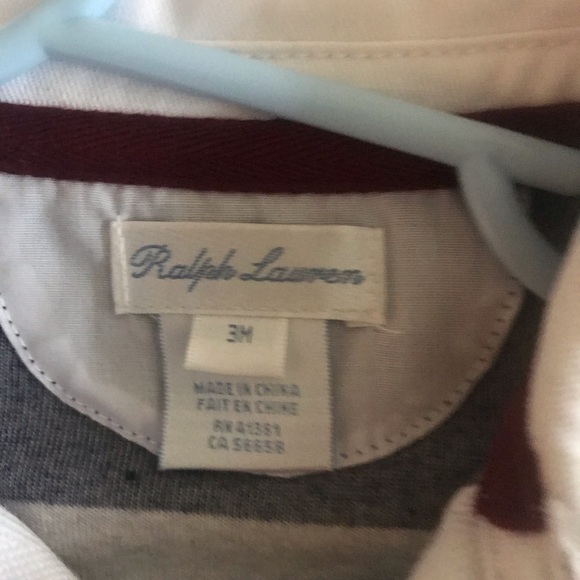 Ralph Lauren
3M
MADE IN CHINA
FAIT EN CHINE
RN 41381
CA 56658